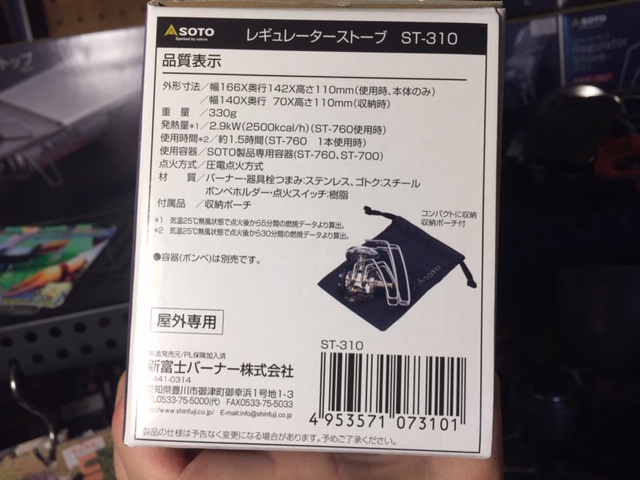 SOTO レギュレーターストーブ ST-310
品質表示
外形寸法／幅166X奥行142X高さ110mm(使用時、本体のみ)
／幅140X奥行 70X高さ110mm(収納時)
重 量／330g
発熱量*1／2.9kW(2500kcal/h)(ST-760使用時)
使用時間*2／約1.5時間(ST-760 1本使用時)
使用容器／SOTO製品専用容器(ST-760、ST-700)
点火方式／圧電点火方式
材 質／バーナー・器具栓つまみ:ステンレス、ゴトク:スチール
ボンベホルダー・点火スイッチ:樹脂
付属品／収納ポーチ
*1 気温25℃無風状態で点火後から5分間の燃焼データより算出。
*2 気温25℃無風状態で点火後から30分間の燃焼データより算出。
●容器(ボンベ)は別売です。
コンパクトに収納
収納ポーチ付
SOTO
屋外専用
ST-310
製造発売元/PL保険加入済
新富士バーナー株式会社
441-0314
愛知県豊川市御津町御幸浜1号地1-3
TEL0533-75-5000(代) FAX0533-75-5033
http://www.shinfuji.co.jp E-mail:info@shinfuji.co.jp
4 953571 073101
製品の仕様は予告なく変更になる場合があります。予めご了承ください。
SOTO